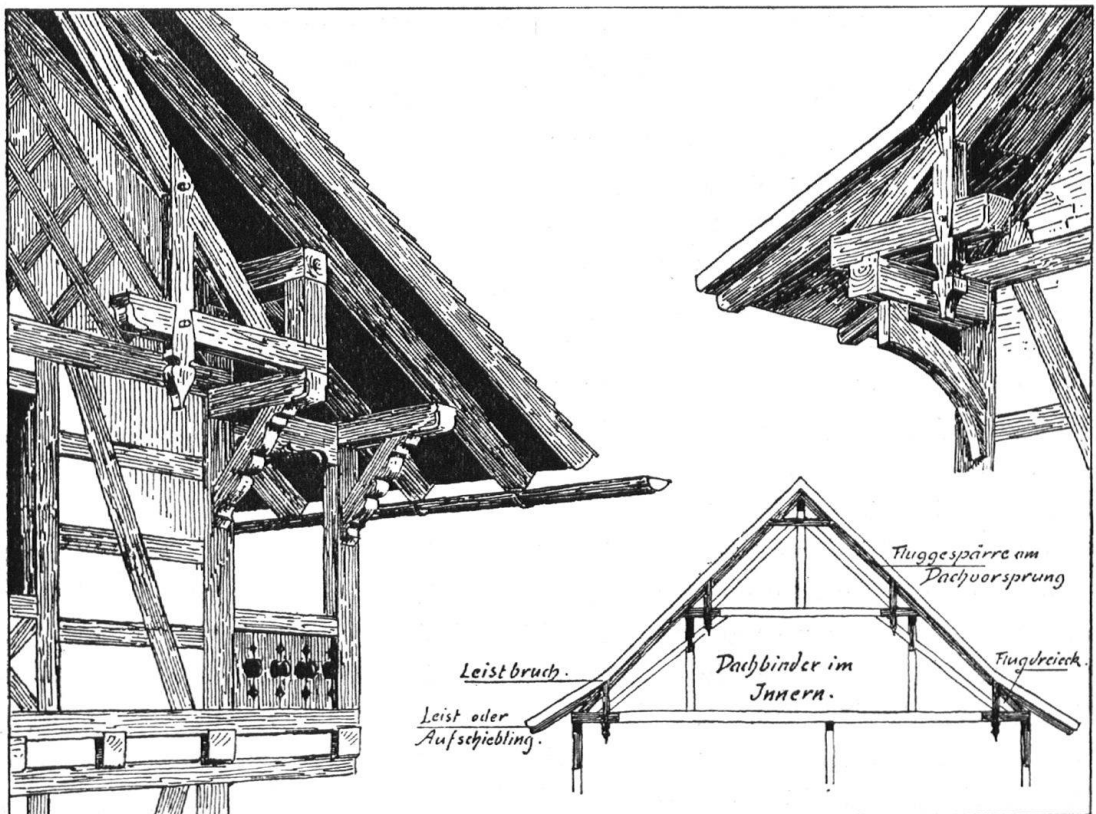 Fluggespärre am
Dachvorsprung
Dachbinder im
Innern.
Flugdreieck.
Leistbruch.
Leist oder
Aufschiebling.